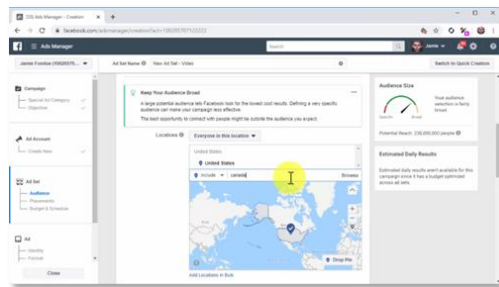 DS Ads Manager - Creation
facebook.com/adsmanager/creation?act=
Ads Manager
Search
Jamie
Ad Set Name
New Ad Set - Video
Switch to Quick Creation
Campaign
Special Ad Category
Objective
Ad Account
Create New
Ad Set
Audience
Placements
Budget & Schedule
Ad
Identity
Format
Close
Keep Your Audience Broad
A large potential audience lets Facebook look for the lowest cost results. Defining a very specific
audience can make your campaign less effective.
The best opportunity to connect with people might be outside the audience you expect.
Locations
Everyone in this location
United States
United States
Include
canada
Browse
Drop Pin
Add Locations in Bulk
Audience Size
Your audience
selection is fairly
broad.
Specific
Broad
Potential Reach: 230,000,000 people
Estimated Daily Results
Estimated daily results aren't available for this
campaign since it has a budget optimized
across ad sets.